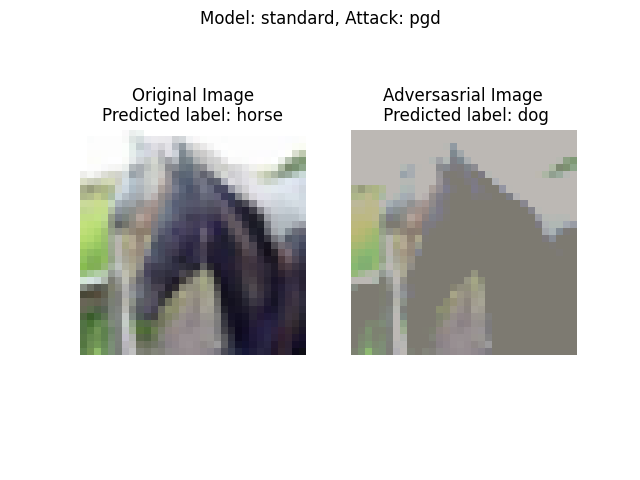 Model: standard, Attack: pgd
Original Image
Predicted label: horse
Adversasrial Image
Predicted label: dog